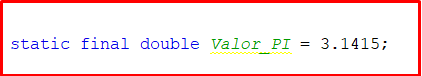 static final double Valor_PI = 3.1415;